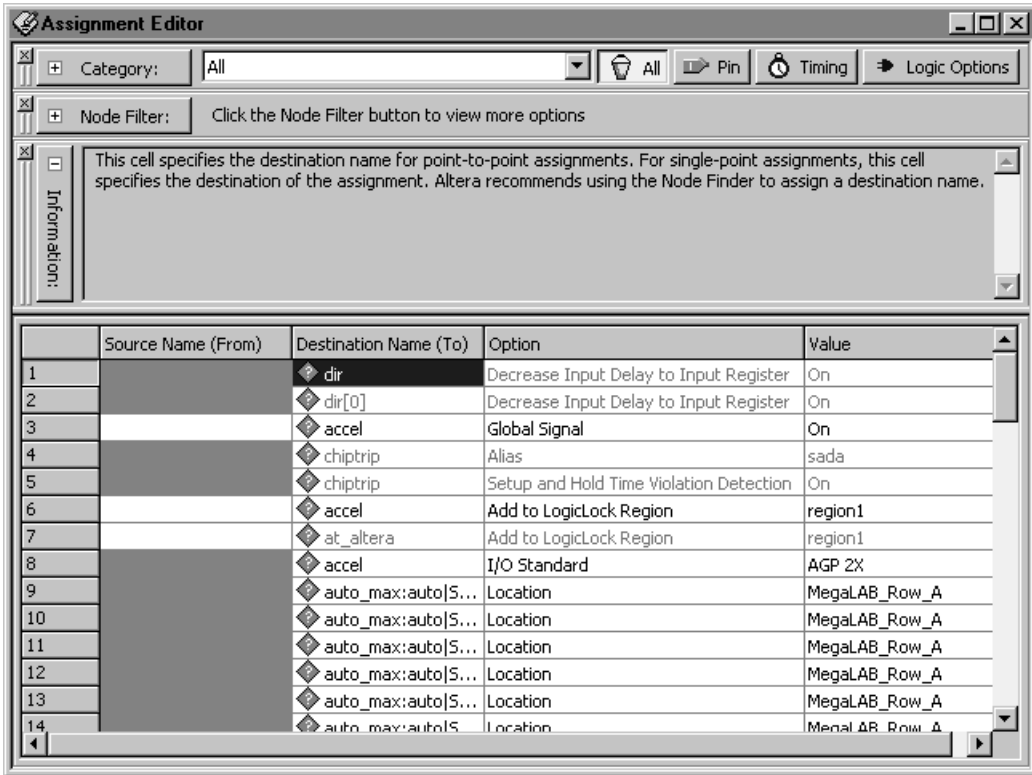 Assignment Editor
Category: All All Pin Timing Logic Options
Node Filter: Click the Node Filter button to view more options
Information:
This cell specifies the destination name for point-to-point assignments. For single-point assignments, this cell
specifies the destination of the assignment. Altera recommends using the Node Finder to assign a destination name.
Source Name (From) Destination Name (To) Option Value
1 dir Decrease Input Delay to Input Register On
2 dir[0] Decrease Input Delay to Input Register On
3 accel Global Signal On
4 chiptrip Alias sada
5 chiptrip Setup and Hold Time Violation Detection On
6 accel Add to LogicLock Region region1
7 at_altera Add to LogicLock Region region1
8 accel I/O Standard AGP 2X
9 auto_max:auto|S... Location MegaLAB_Row_A
10 auto_max:auto|S... Location MegaLAB_Row_A
11 auto_max:auto|S... Location MegaLAB_Row_A
12 auto_max:auto|S... Location MegaLAB_Row_A
13 auto_max:auto|S... Location MegaLAB_Row_A
14 auto_max:auto|S... Location MegaLAB_Row_A